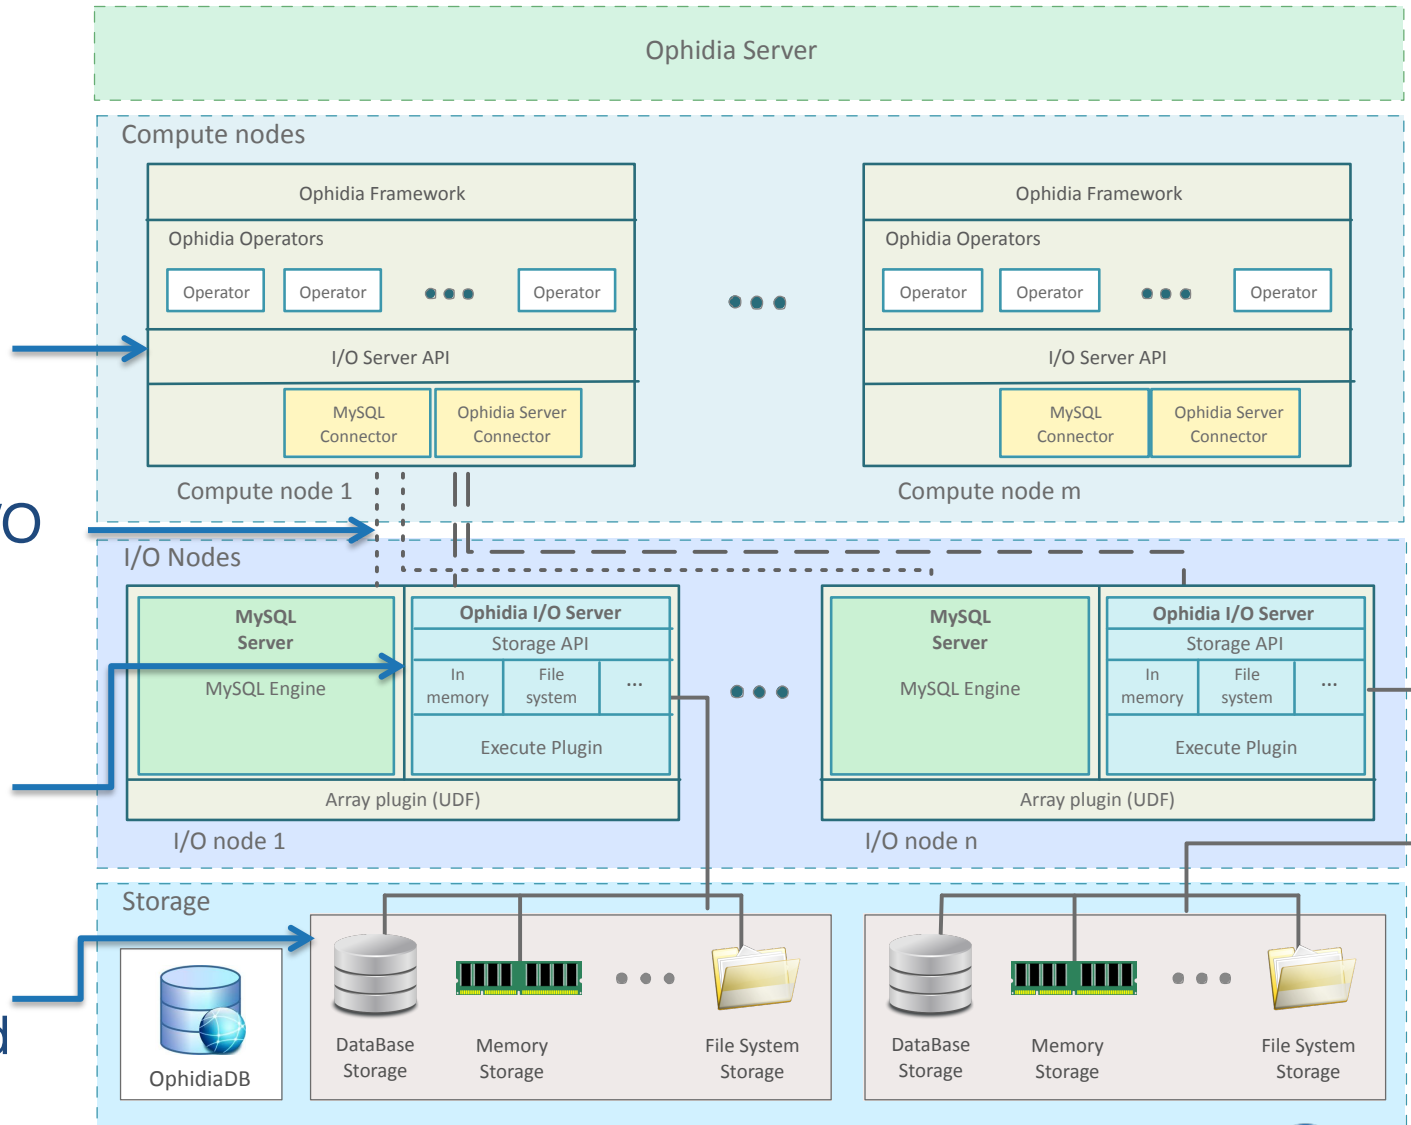 Ophidia Server
Compute nodes
Ophidia Framework
Ophidia Operators
Operator
Operator
Operator
I/O Server API
MySQL
Connector
Ophidia Server
Connector
Compute node 1
Ophidia Framework
Ophidia Operators
Operator
Operator
Operator
I/O Server API
MySQL
Connector
Ophidia Server
Connector
Compute node m
I/O Nodes
MySQL
Server
MySQL Engine
Ophidia I/O Server
Storage API
In
memory
File
system
...
Execute Plugin
Array plugin (UDF)
I/O node 1
MySQL
Server
MySQL Engine
Ophidia I/O Server
Storage API
In
memory
File
system
...
Execute Plugin
Array plugin (UDF)
I/O node n
Storage
OphidiaDB
DataBase
Storage
Memory
Storage
File System
Storage
DataBase
Storage
Memory
Storage
File System
Storage